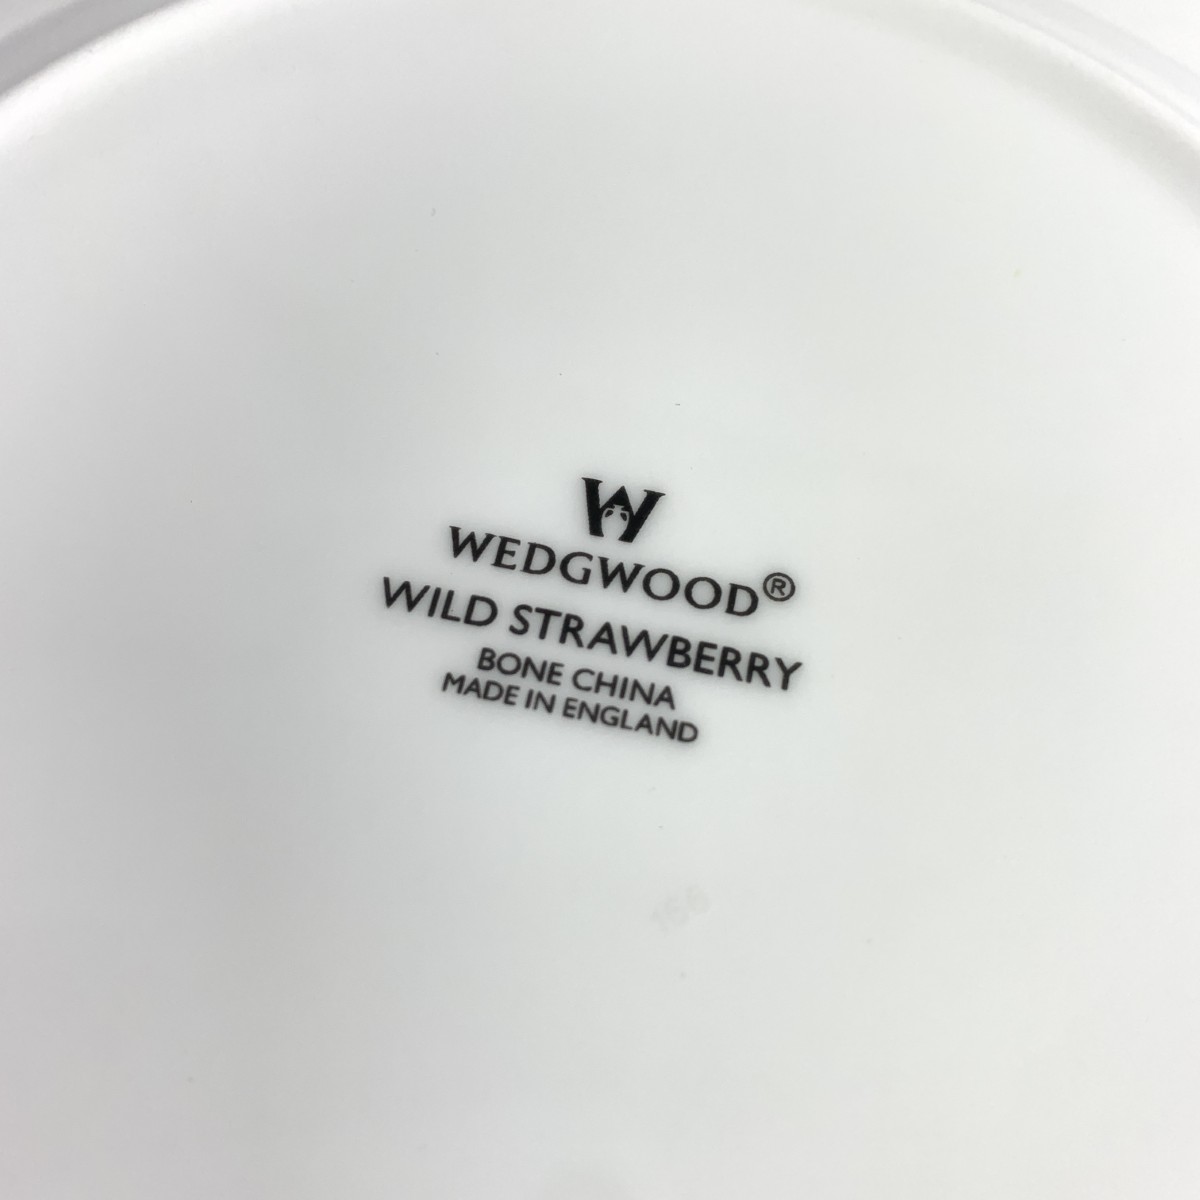 W
WEDGWOOD®
WILD STRAWBERRY
BONE CHINA
MADE IN ENGLAND